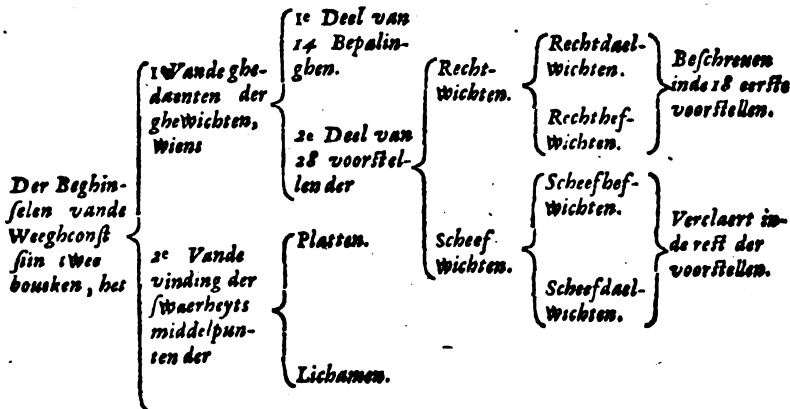 Der Beghin-
ſelen vande
Weeghconſt
ſiin twee
boucken, het
1e Vande ghe-
daenten der
ghewichten,
wiens
1e Deel van
14 Bepalin-
ghen.
2e Deel van
28 voorſtel-
len der
Recht-
wichten.
Rechtdael-
wichten.
Rechthef-
wichten.
Beſchreuen
inde 18 eerſte
voorſtellen.
Scheef
wichten.
Scheefhef-
wichten.
Scheefdael-
wichten.
Verclaert in-
de reſt der
voorſtellen.
2e Vande
vinding der
ſwaerheyts
middelpun-
ten der
Platten.
Lichamen.